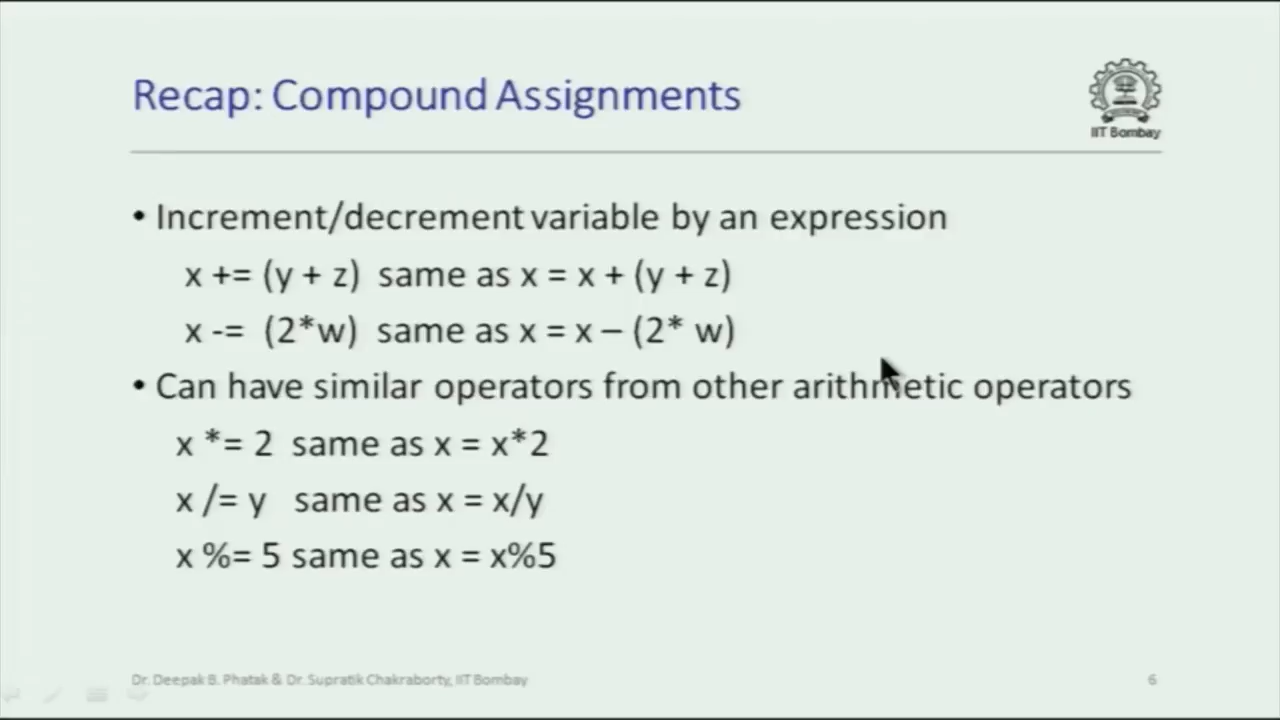 Recap: Compound Assignments
IIT Bombay
• Increment/decrement variable by an expression
x += (y + z) same as x = x + (y + z)
x -= (2*w) same as x = x – (2* w)
• Can have similar operators from other arithmetic operators
x *= 2 same as x = x*2
x /= y same as x = x/y
x %= 5 same as x = x%5
Dr. Deepak B. Phatak & Dr. Supratik Chakraborty, IIT Bombay
6